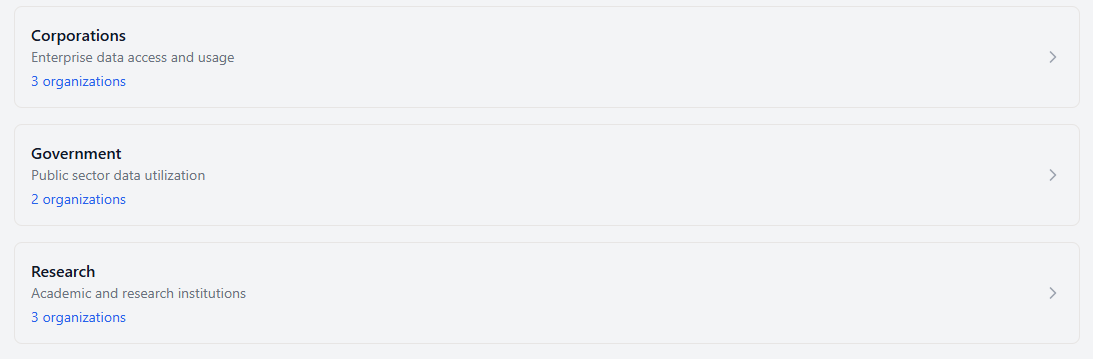 Corporations
Enterprise data access and usage
3 organizations
Government
Public sector data utilization
2 organizations
Research
Academic and research institutions
3 organizations